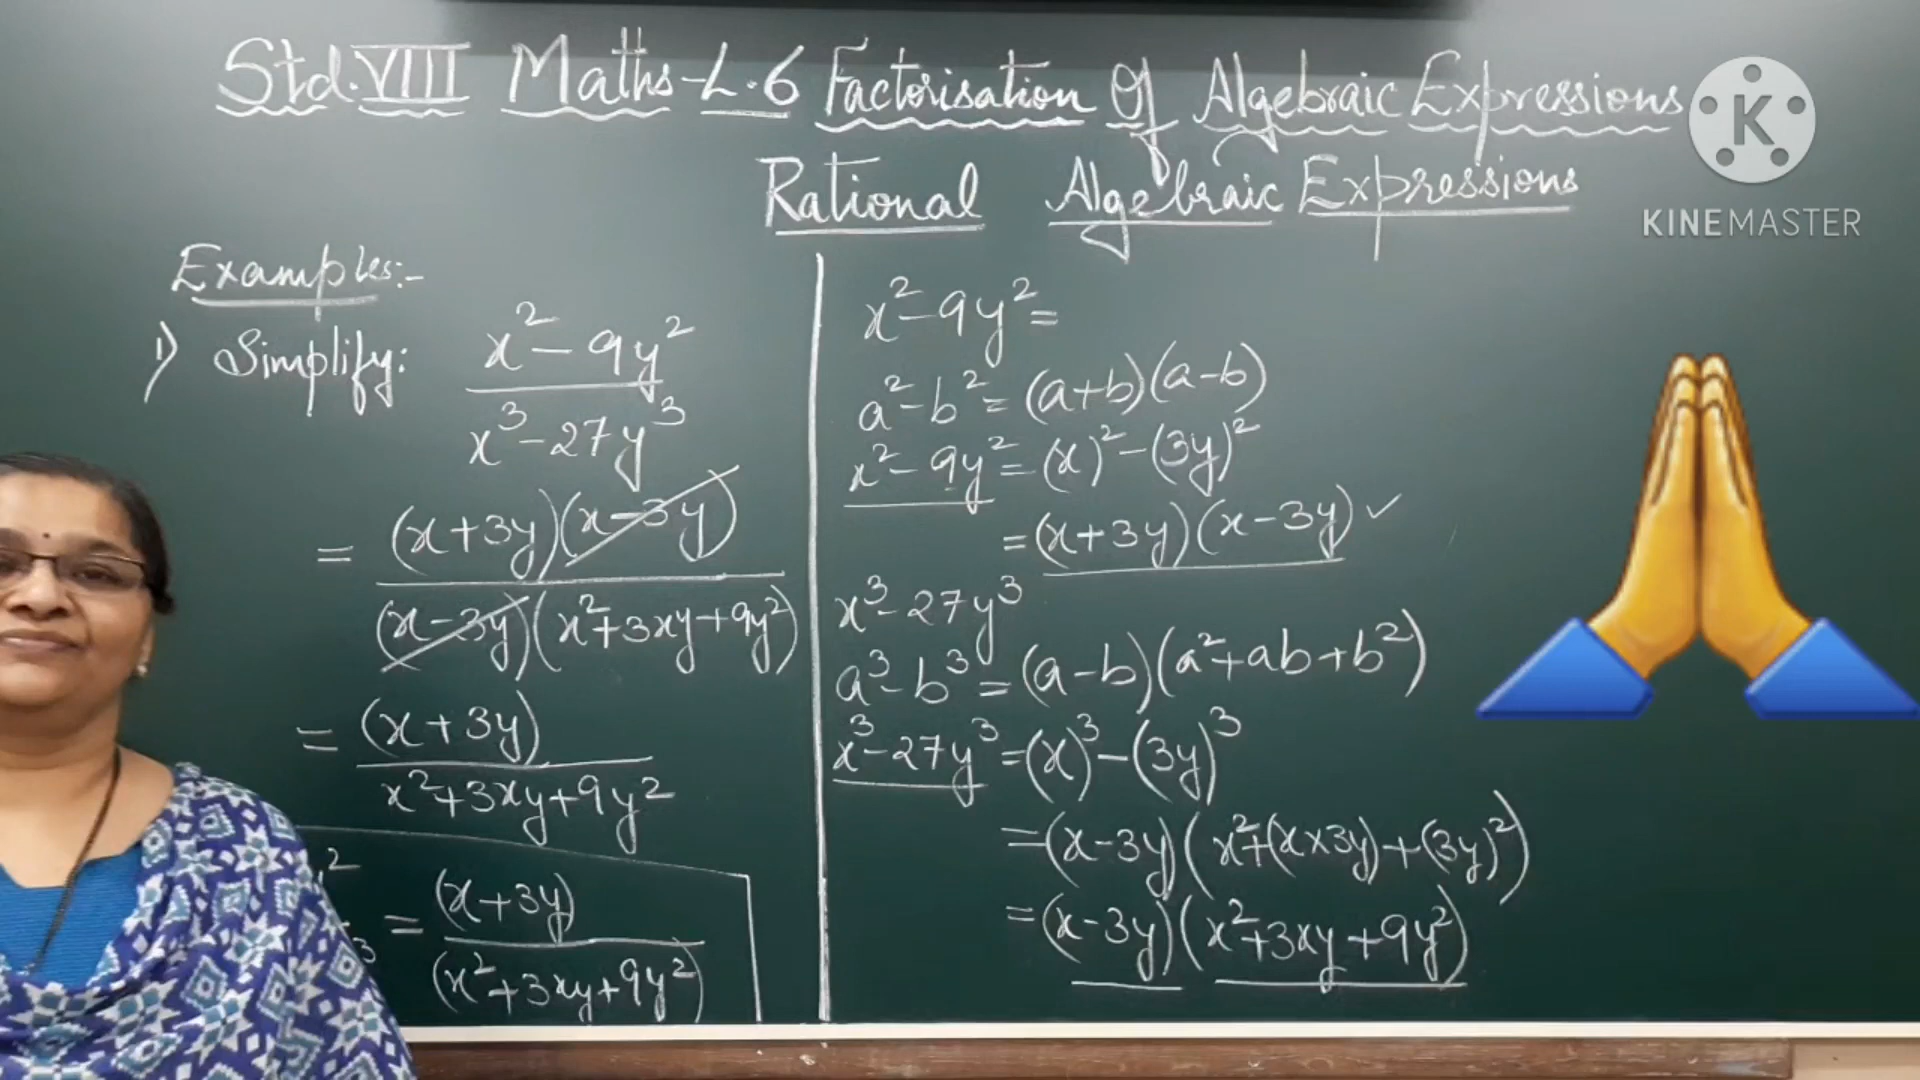 Std.VIII Maths-L.6 Factorisation Of Algebraic Expressions
Rational Algebraic Expressions
K
KINEMASTER
Examples:-
1) Simplify: x²-9y² / x³-27y³
= (x+3y)(x-3y) / (x-3y)(x²+3xy+9y²)
= (x+3y) / x²+3xy+9y²
= (x+3y) / (x²+3xy+9y²)
x²-9y²=
a²-b²=(a+b)(a-b)
x²-9y²=(x)²-(3y)²
=(x+3y)(x-3y)✓
x³-27y³
a³-b³=(a-b)(a²+ab+b²)
x³-27y³=(x)³-(3y)³
=(x-3y)(x²+(x×3y)+(3y)²)
=(x-3y)(x²+3xy+9y²)